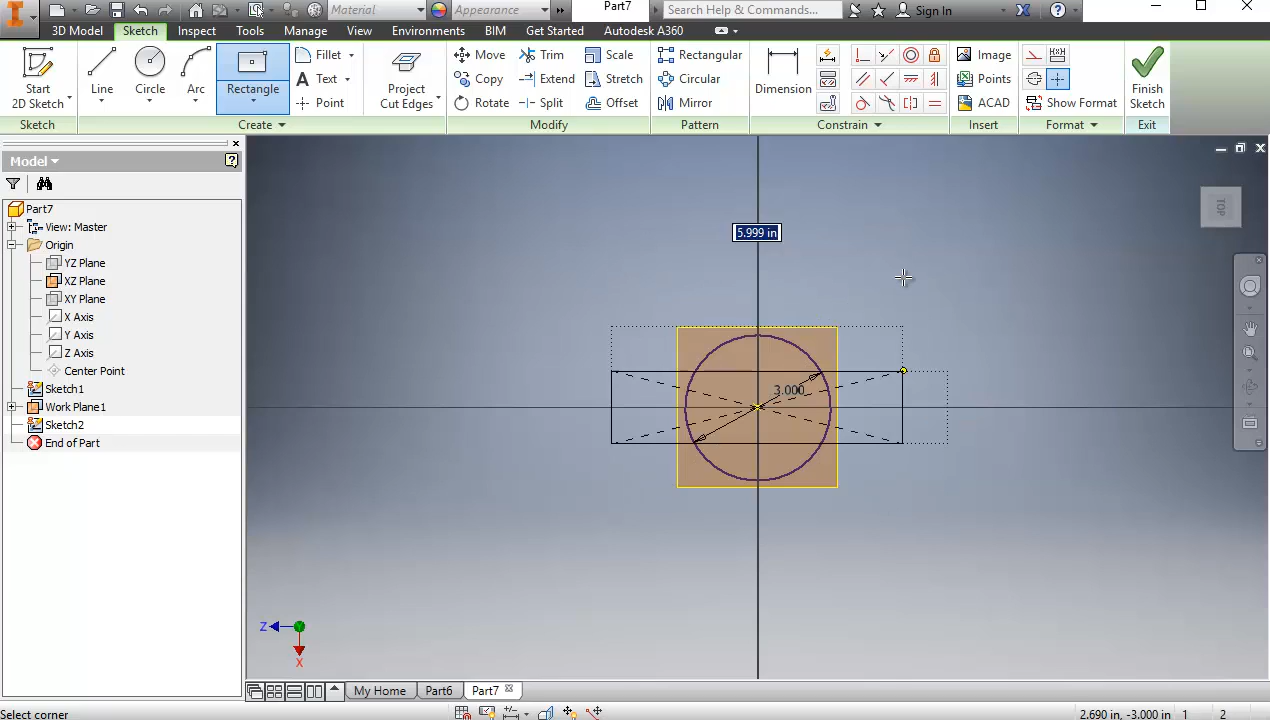 Material Appearance Part7 Search Help & Commands... Sign In
3D Model Sketch Inspect Tools Manage View Environments BIM Get Started Autodesk A360
Start
2D Sketch
Line
Circle
Arc
Rectangle
Fillet
Text
Point
Project
Cut Edges
Move
Copy
Rotate
Trim
Extend
Split
Scale
Stretch
Offset
Rectangular
Circular
Mirror
Dimension
Image
Points
ACAD
Show Format
Finish
Sketch
Sketch Create Modify Pattern Constrain Insert Format Exit
Model
Part7
View: Master
Origin
YZ Plane
XZ Plane
XY Plane
X Axis
Y Axis
Z Axis
Center Point
Sketch1
Work Plane1
Sketch2
End of Part
5.999 in
TOP
3.000
Z
X
My Home Part6 Part7
Select corner 2.690 in, -3.000 in 1 2